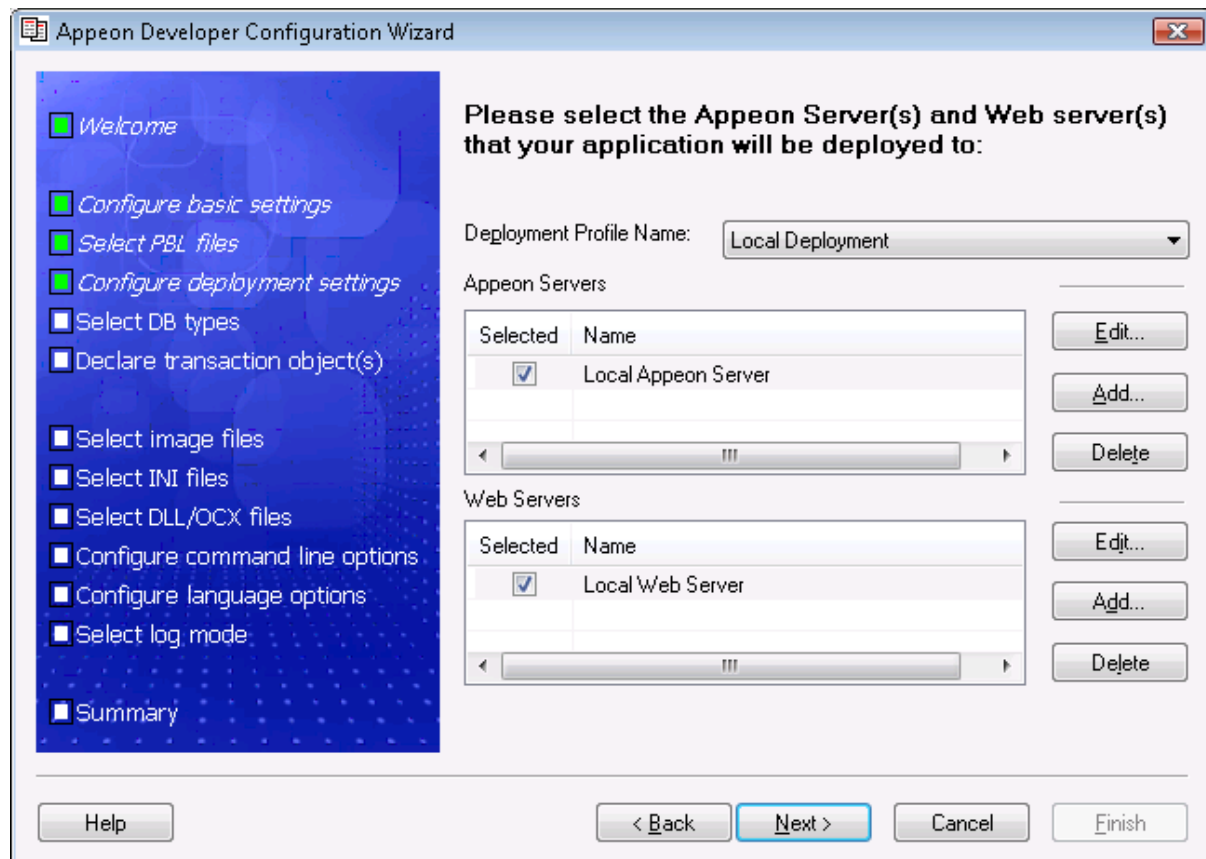 Appeon Developer Configuration Wizard
Welcome
Configure basic settings
Select PBL files
Configure deployment settings
Select DB types
Declare transaction object(s)
Select image files
Select INI files
Select DLL/OCX files
Configure command line options
Configure language options
Select log mode
Summary
Please select the Appeon Server(s) and Web server(s)
that your application will be deployed to:
Deployment Profile Name: Local Deployment
Appeon Servers
Selected Name
Local Appeon Server
Edit...
Add...
Delete
Web Servers
Selected Name
Local Web Server
Edit...
Add...
Delete
Help
< Back
Next >
Cancel
Finish